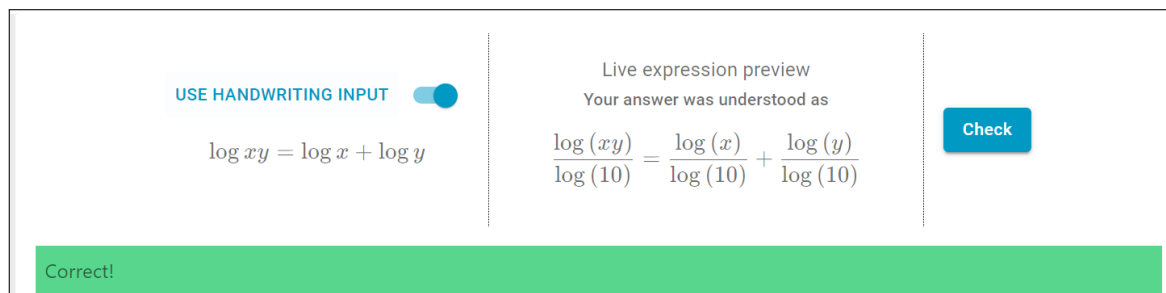 USE HANDWRITING INPUT
log xy = log x + log y
Live expression preview
Your answer was understood as
log (xy) / log (10) = log (x) / log (10) + log (y) / log (10)
Check
Correct!